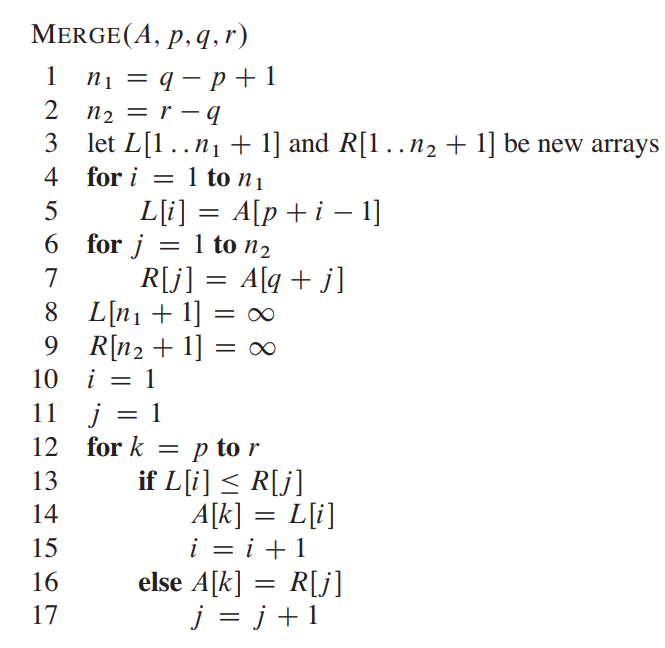 MERGE(A, p, q, r)
1 n₁ = q − p + 1
2 n₂ = r − q
3 let L[1 .. n₁ + 1] and R[1 .. n₂ + 1] be new arrays
4 for i = 1 to n₁
5 L[i] = A[p + i − 1]
6 for j = 1 to n₂
7 R[j] = A[q + j]
8 L[n₁ + 1] = ∞
9 R[n₂ + 1] = ∞
10 i = 1
11 j = 1
12 for k = p to r
13 if L[i] ≤ R[j]
14 A[k] = L[i]
15 i = i + 1
16 else A[k] = R[j]
17 j = j + 1